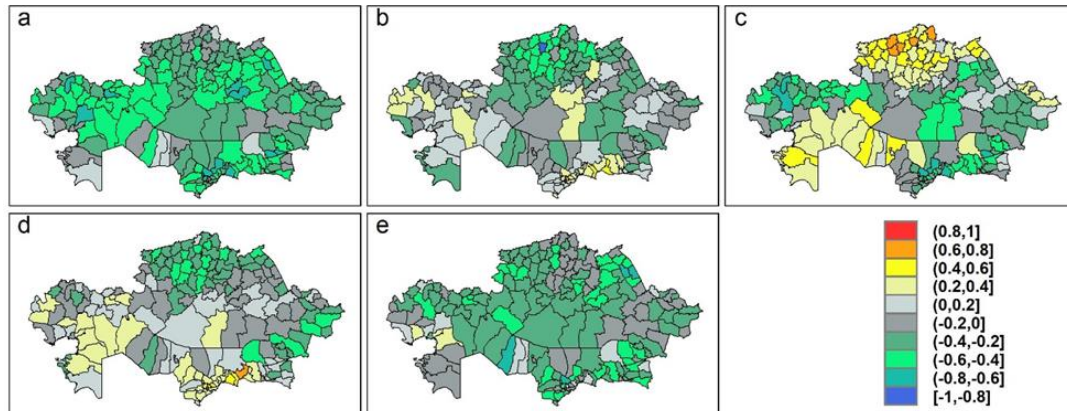 a
b
c
d
e
(0.8,1]
(0.6,0.8]
(0.4,0.6]
(0.2,0.4]
(0,0.2]
(-0.2,0]
(-0.4,-0.2]
(-0.6,-0.4]
(-0.8,-0.6]
[-1,-0.8]